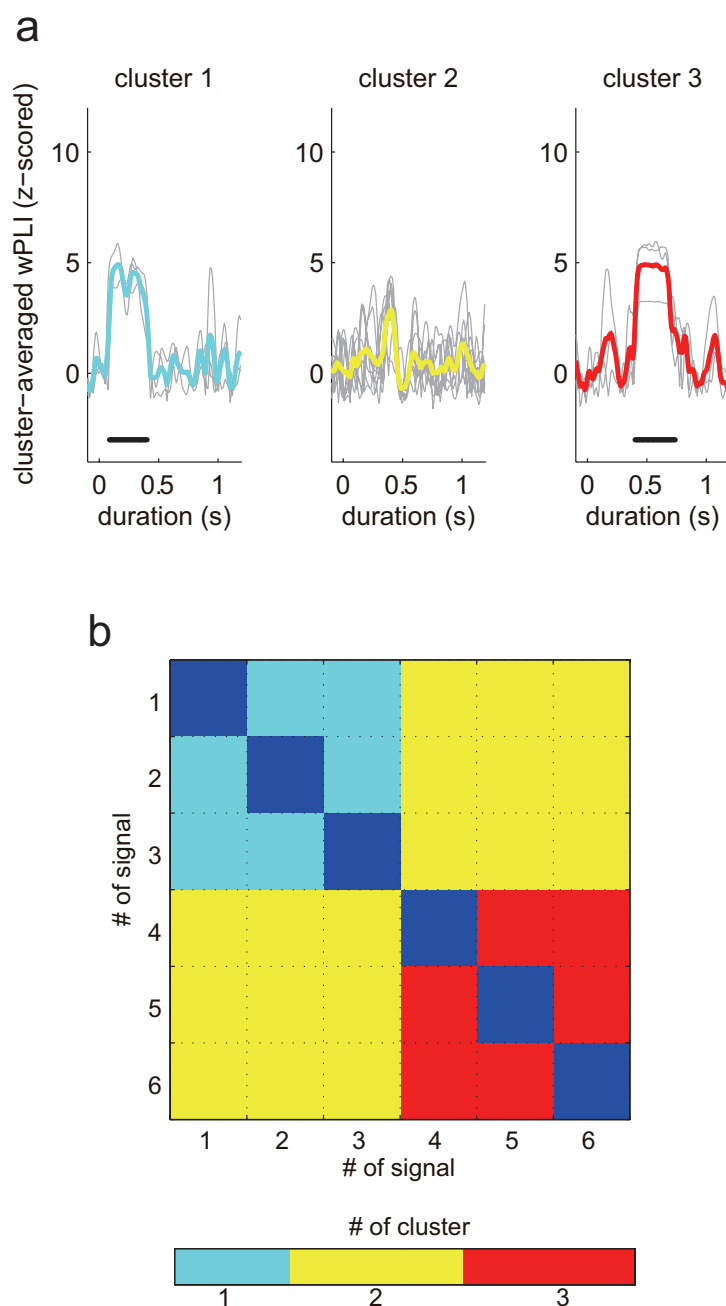 a
cluster 1 cluster 2 cluster 3
cluster−averaged wPLI (z−scored)
10 10 10
5 5 5
0 0 0
0 0.5 1 0 0.5 1 0 0.5 1
duration (s) duration (s) duration (s)
b
# of signal
1
2
3
4
5
6
1 2 3 4 5 6
# of signal
# of cluster
1 2 3